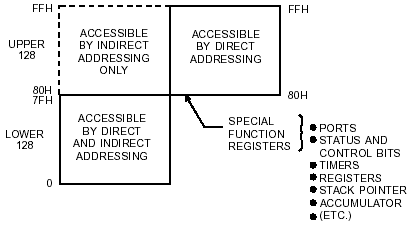 FFH
FFH
UPPER
128
ACCESSIBLE
BY INDIRECT
ADDRESSING
ONLY
ACCESSIBLE
BY DIRECT
ADDRESSING
80H
7FH
80H
LOWER
128
ACCESSIBLE
BY DIRECT
AND INDIRECT
ADDRESSING
0
SPECIAL
FUNCTION
REGISTERS
● PORTS
● STATUS AND
CONTROL BITS
● TIMERS
● REGISTERS
● STACK POINTER
● ACCUMULATOR
● (ETC.)